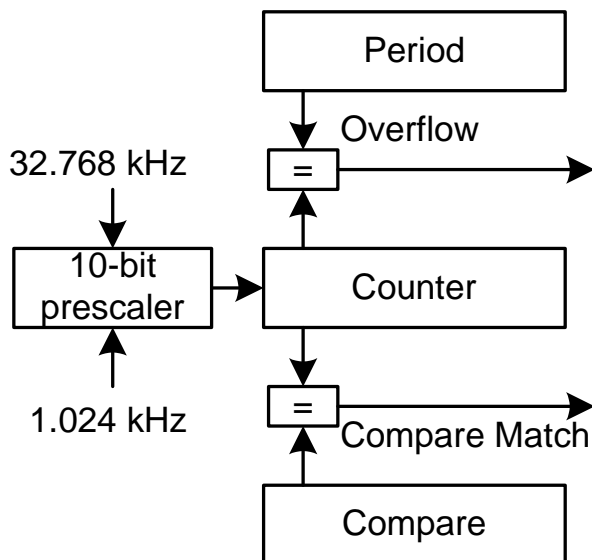 Period
Overflow
=
32.768 kHz
10-bit
prescaler
Counter
1.024 kHz
=
Compare Match
Compare